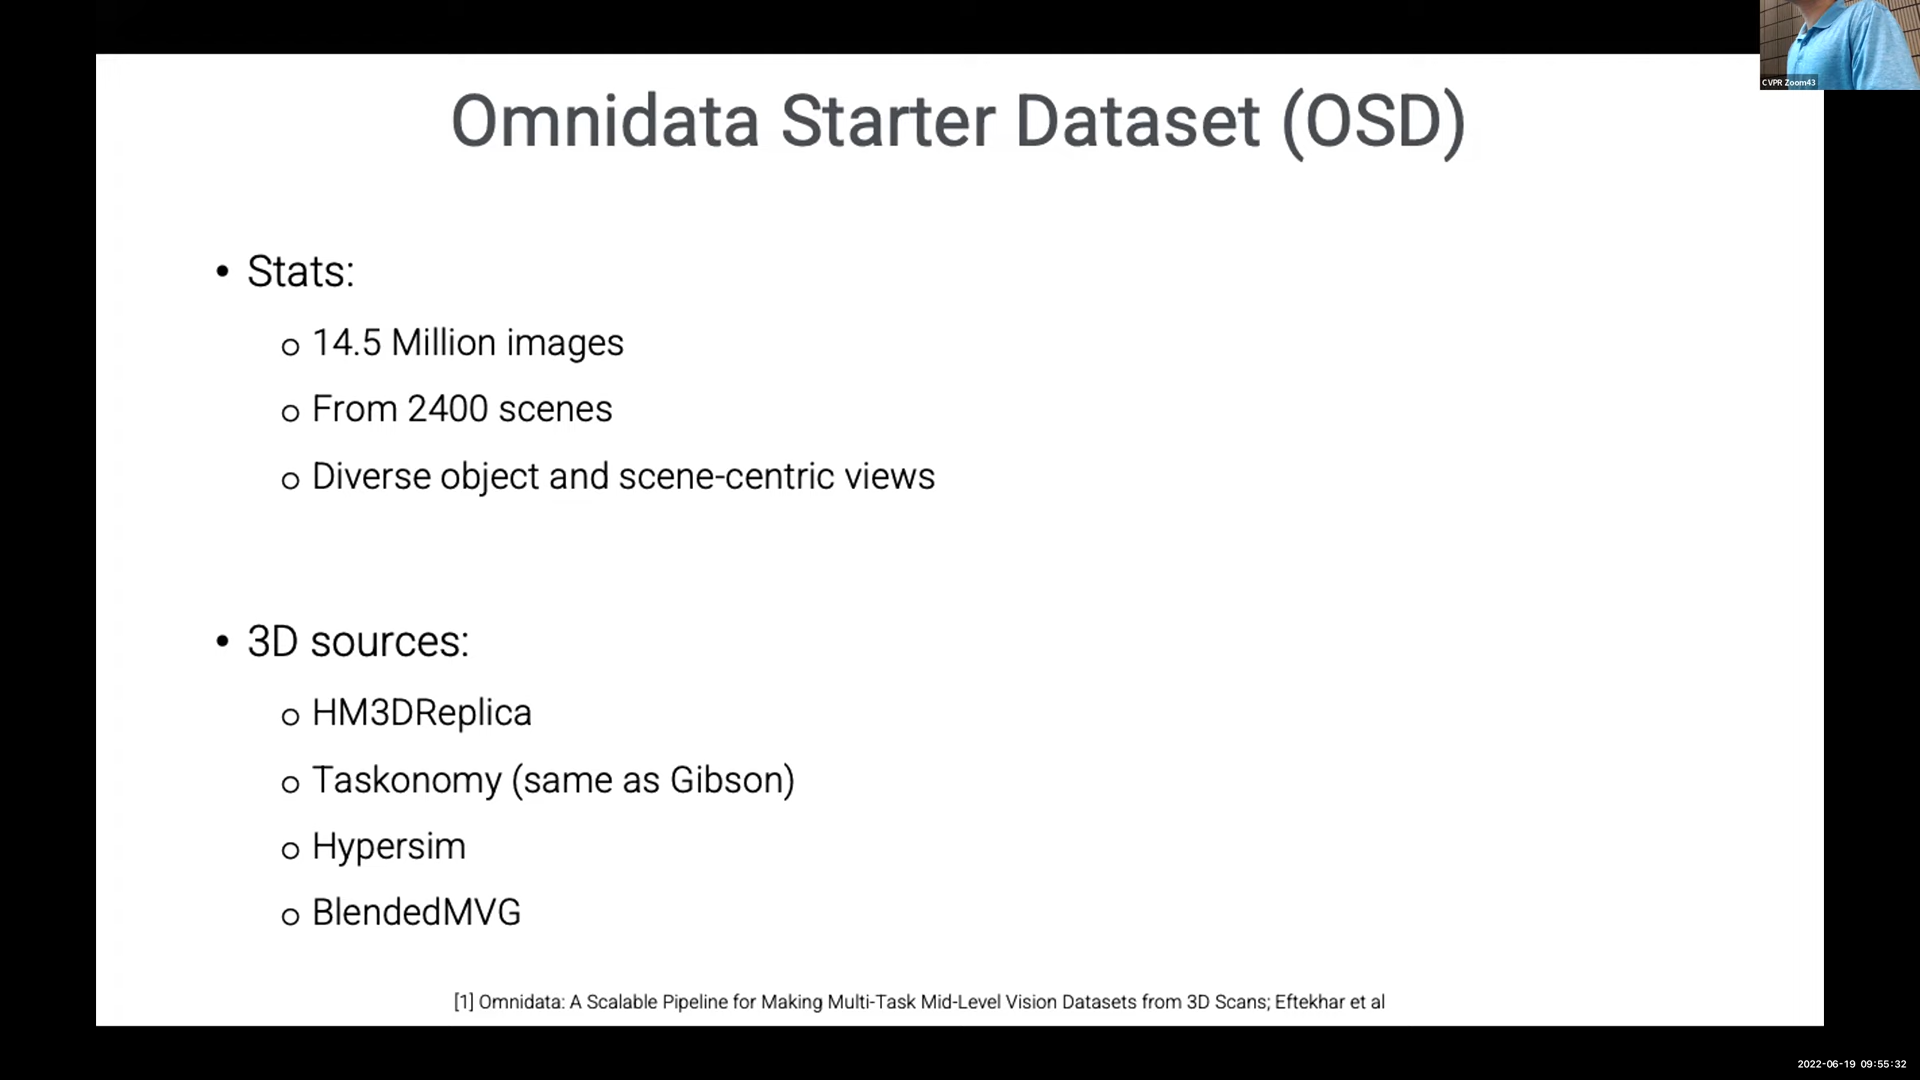 CVPR Zoom43
Omnidata Starter Dataset (OSD)
• Stats:
o 14.5 Million images
o From 2400 scenes
o Diverse object and scene-centric views
• 3D sources:
o HM3DReplica
o Taskonomy (same as Gibson)
o Hypersim
o BlendedMVG
[1] Omnidata: A Scalable Pipeline for Making Multi-Task Mid-Level Vision Datasets from 3D Scans; Eftekhar et al
2022-06-19 09:55:32